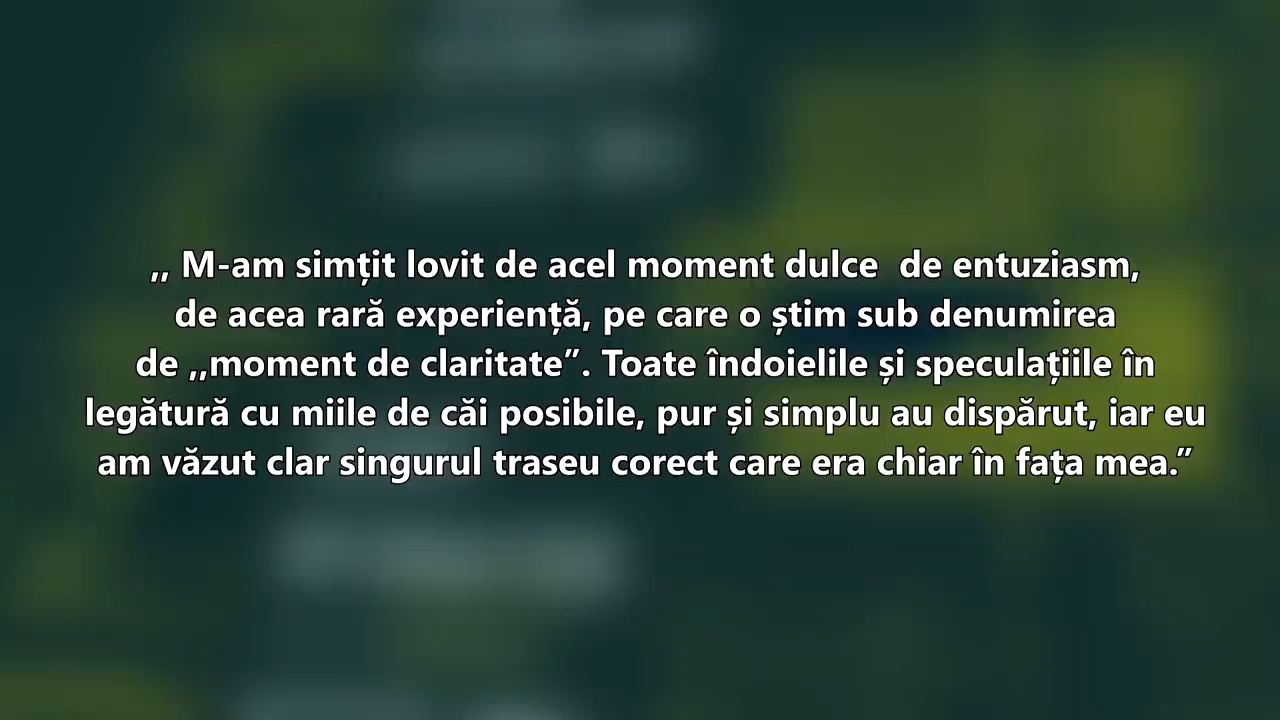 ,, M-am simțit lovit de acel moment dulce  de entuziasm,
de acea rară experiență, pe care o știm sub denumirea
de ,,moment de claritate”. Toate îndoielile și speculațiile în
legătură cu miile de căi posibile, pur și simplu au dispărut, iar eu
am văzut clar singurul traseu corect care era chiar în fața mea.”